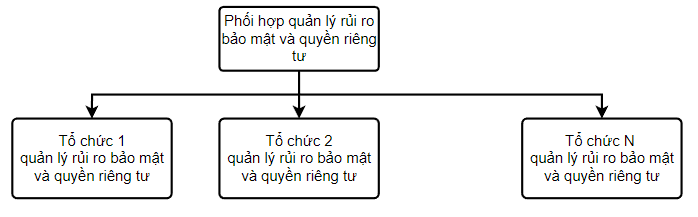 Phối hợp quản lý rủi ro
bảo mật và quyền riêng
tư
Tổ chức 1
quản lý rủi ro bảo mật
và quyền riêng tư
Tổ chức 2
quản lý rủi ro bảo mật
và quyền riêng tư
Tổ chức N
quản lý rủi ro bảo mật
và quyền riêng tư